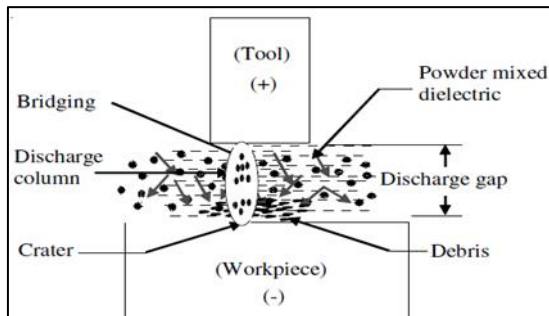 (Tool)
(+)
Bridging
Powder mixed
dielectric
Discharge
column
Discharge gap
Crater
(Workpiece)
(-)
Debris